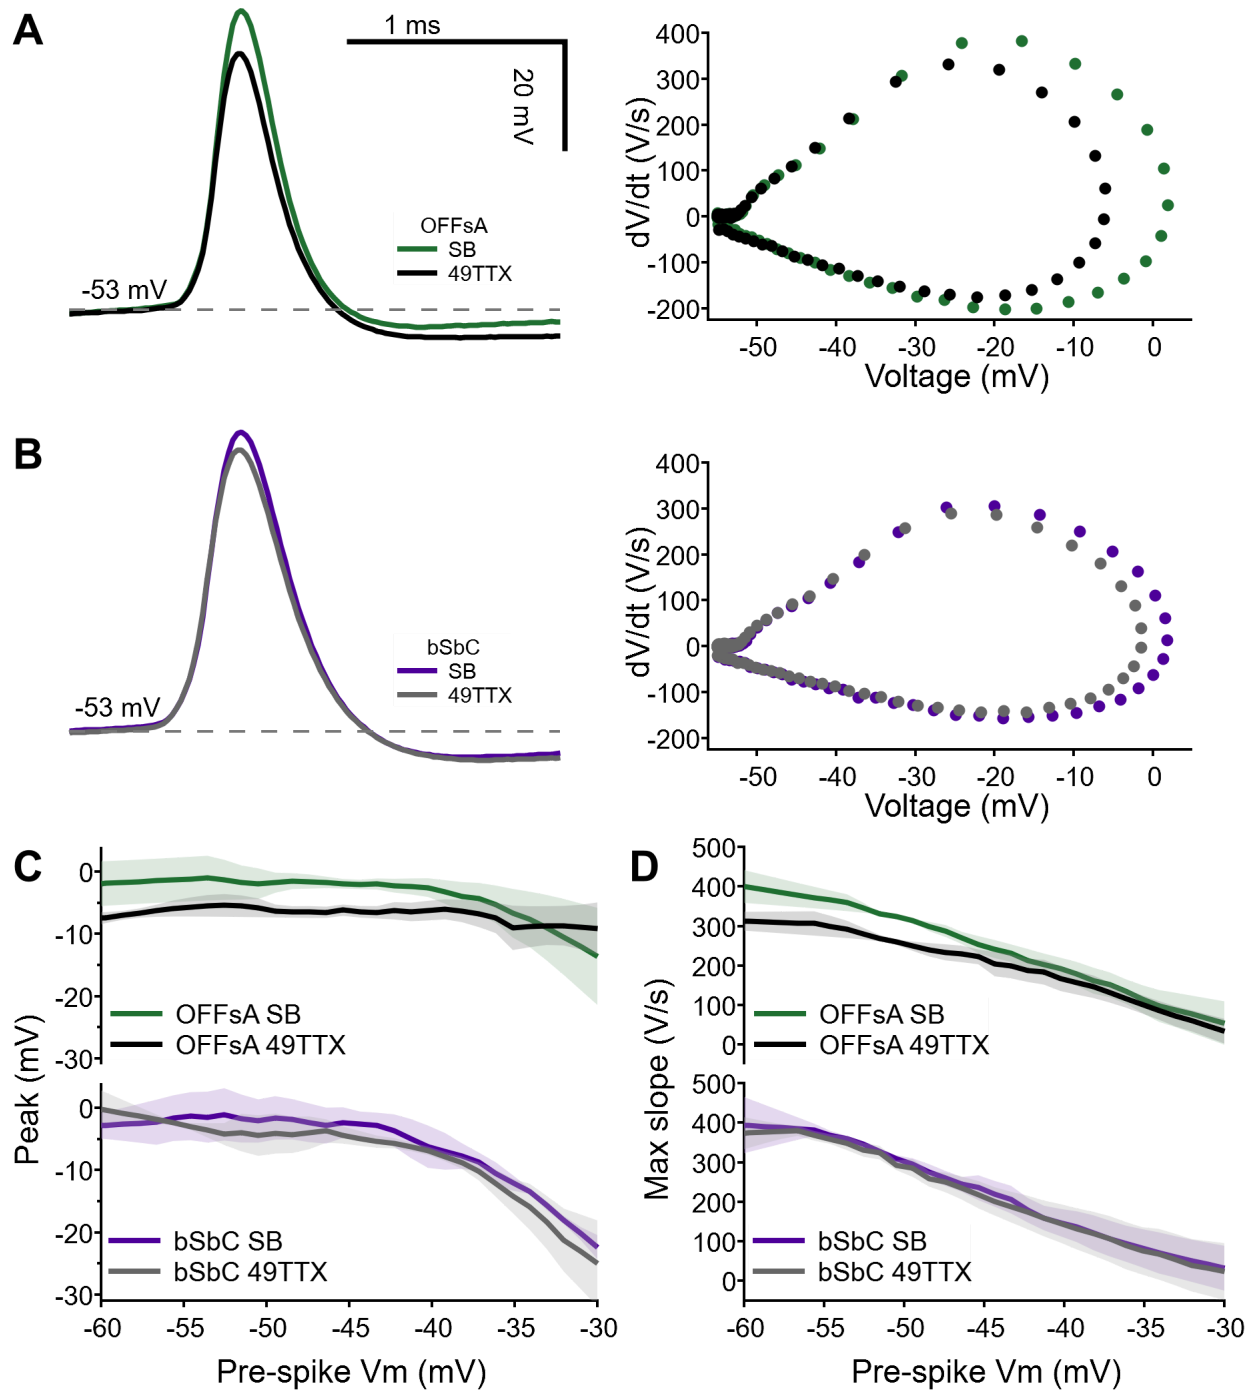 A
1 ms
20 mV
OFFsA
SB
49TTX
-53 mV
400
300
200
100
0
-100
-200
dV/dt (V/s)
-50
-40
-30
-20
-10
0
Voltage (mV)
B
bSbC
SB
49TTX
-53 mV
400
300
200
100
0
-100
-200
dV/dt (V/s)
-50
-40
-30
-20
-10
0
Voltage (mV)
C
0
-10
-20
-30
OFFsA SB
OFFsA 49TTX
Peak (mV)
0
-10
-20
-30
bSbC SB
bSbC 49TTX
-60
-55
-50
-45
-40
-35
-30
Pre-spike Vm (mV)
D
500
400
300
200
100
0
OFFsA SB
OFFsA 49TTX
Max slope (V/s)
500
400
300
200
100
0
bSbC SB
bSbC 49TTX
-60
-55
-50
-45
-40
-35
-30
Pre-spike Vm (mV)